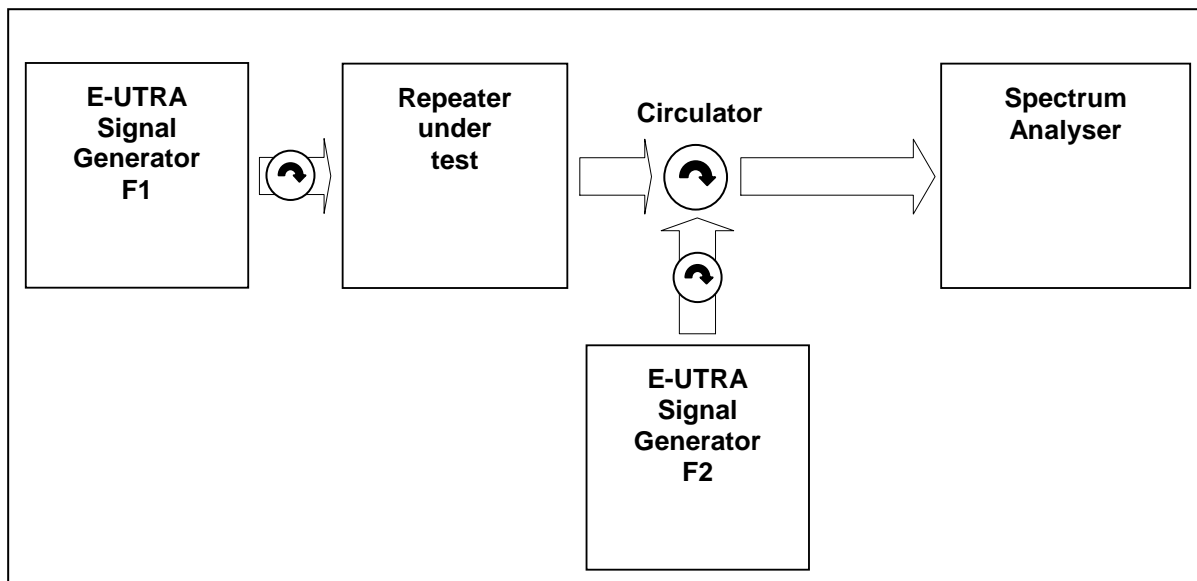 E-UTRA
Signal
Generator
F1
Repeater
under
test
Circulator
Spectrum
Analyser
E-UTRA
Signal
Generator
F2